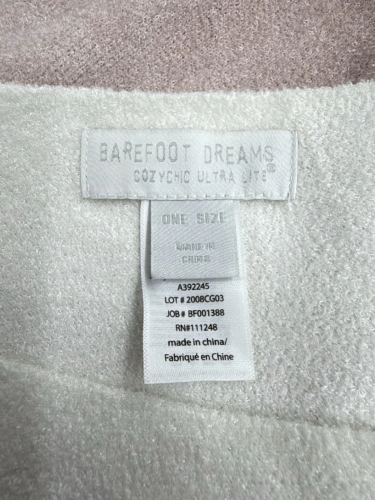 BAREFOOT DREAMS®
COZYCHIC ULTRA LITE
ONE SIZE
MADE IN
CHINA
A392245
LOT # 2008CG03
JOB # BF001388
RN#111248
made in china/
Fabriqué en Chine